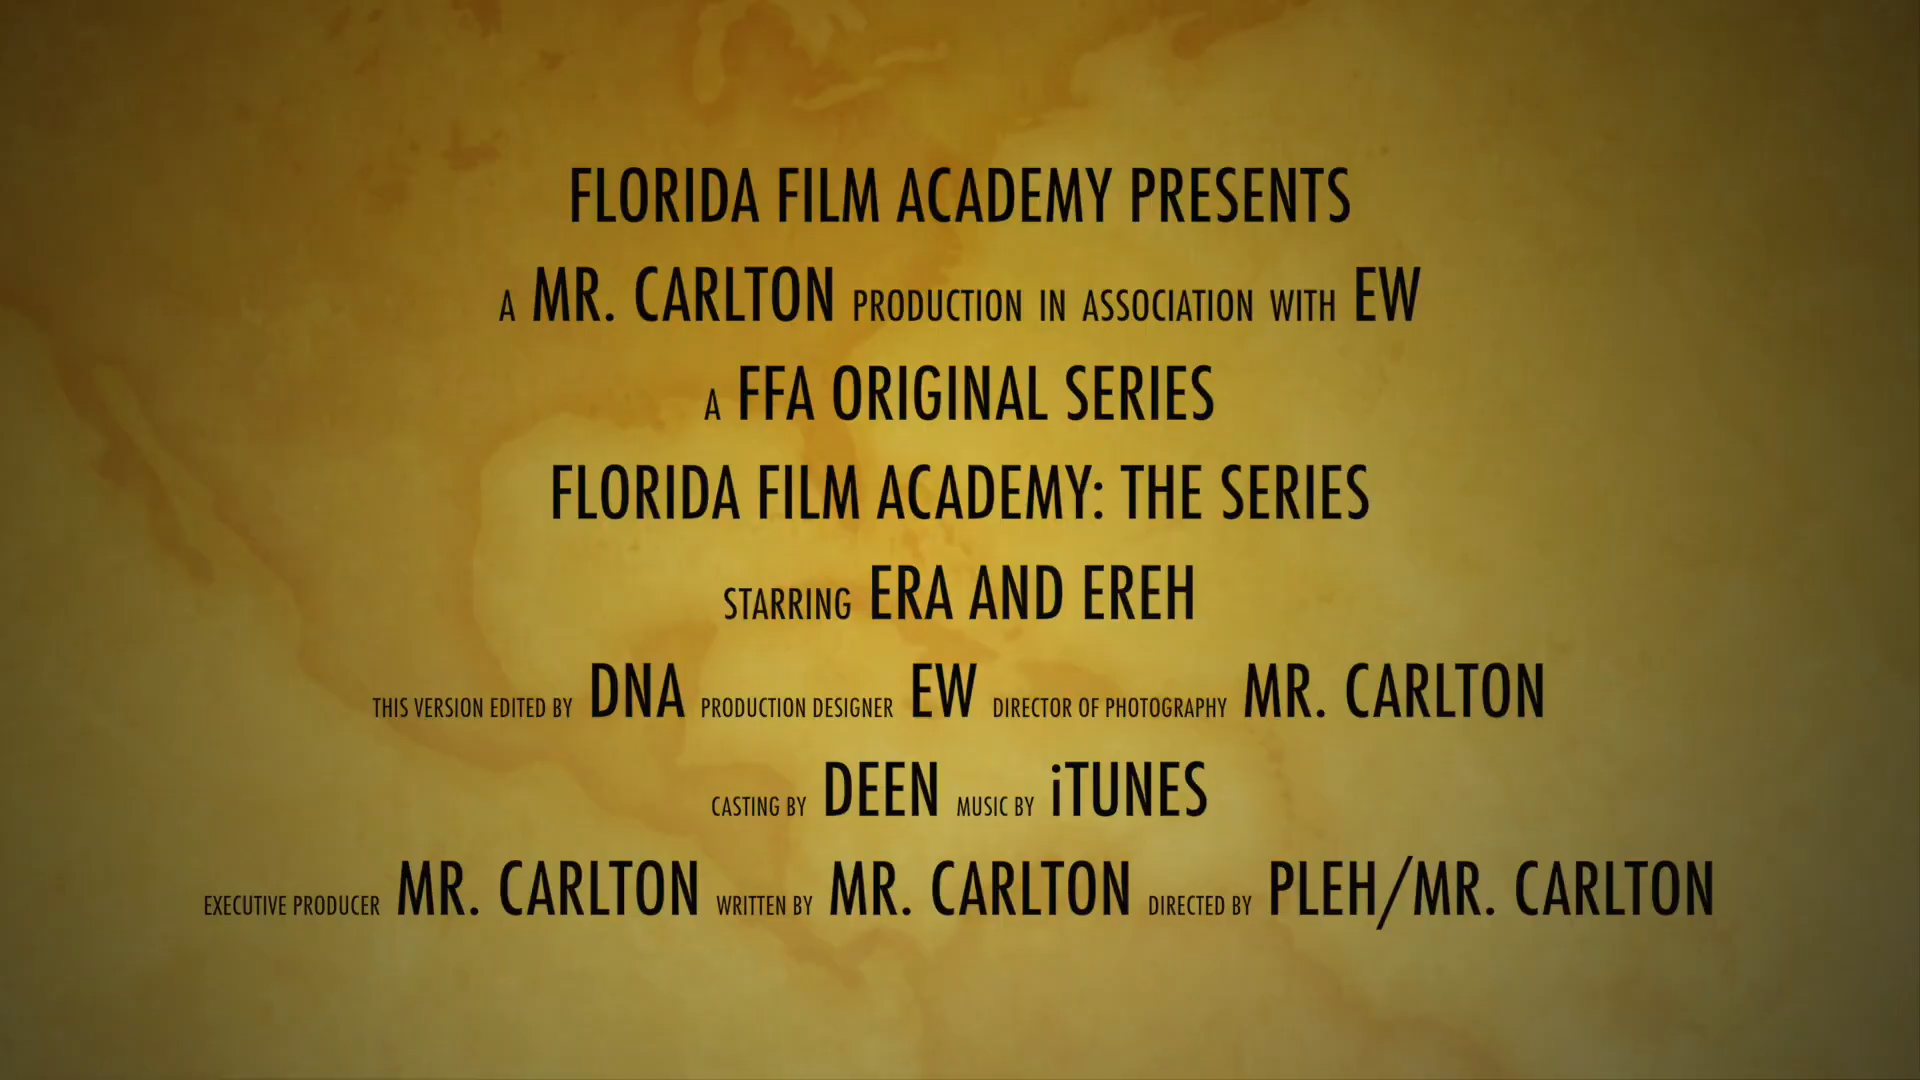 FLORIDA FILM ACADEMY PRESENTS
A MR. CARLTON PRODUCTION IN ASSOCIATION WITH EW
A FFA ORIGINAL SERIES
FLORIDA FILM ACADEMY: THE SERIES
STARRING ERA AND EREH
THIS VERSION EDITED BY DNA PRODUCTION DESIGNER EW DIRECTOR OF PHOTOGRAPHY MR. CARLTON
CASTING BY DEEN MUSIC BY iTUNES
EXECUTIVE PRODUCER MR. CARLTON WRITTEN BY MR. CARLTON DIRECTED BY PLEH/MR. CARLTON